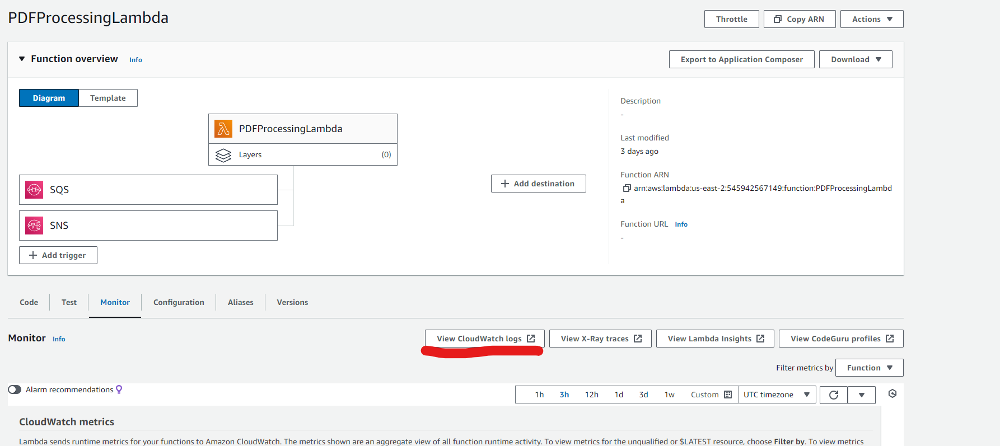 PDFProcessingLambda
Throttle
Copy ARN
Actions
Function overview Info
Export to Application Composer
Download
Diagram
Template
PDFProcessingLambda
Layers (0)
SQS
SNS
Add trigger
Add destination
Description
-
Last modified
3 days ago
Function ARN
arn:aws:lambda:us-east-2:545942567149:function:PDFProcessingLambd
a
Function URL Info
-
Code
Test
Monitor
Configuration
Aliases
Versions
Monitor Info
View CloudWatch logs
View X-Ray traces
View Lambda Insights
View CodeGuru profiles
Filter metrics by Function
Alarm recommendations
1h 3h 12h 1d 3d 1w Custom UTC timezone
CloudWatch metrics
Lambda sends runtime metrics for your functions to Amazon CloudWatch. The metrics shown are an aggregate view of all function runtime activity. To view metrics for the unqualified or $LATEST resource, choose Filter by. To view metrics